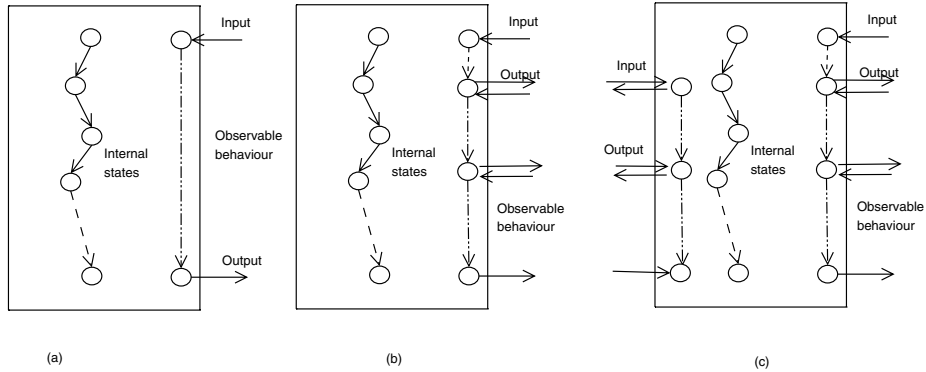 Input
Observable
behaviour
Internal
states
Output
(a)
Input
Output
Internal
states
Observable
behaviour
(b)
Input
Input
Output
Output
Internal
states
Observable
behaviour
(c)